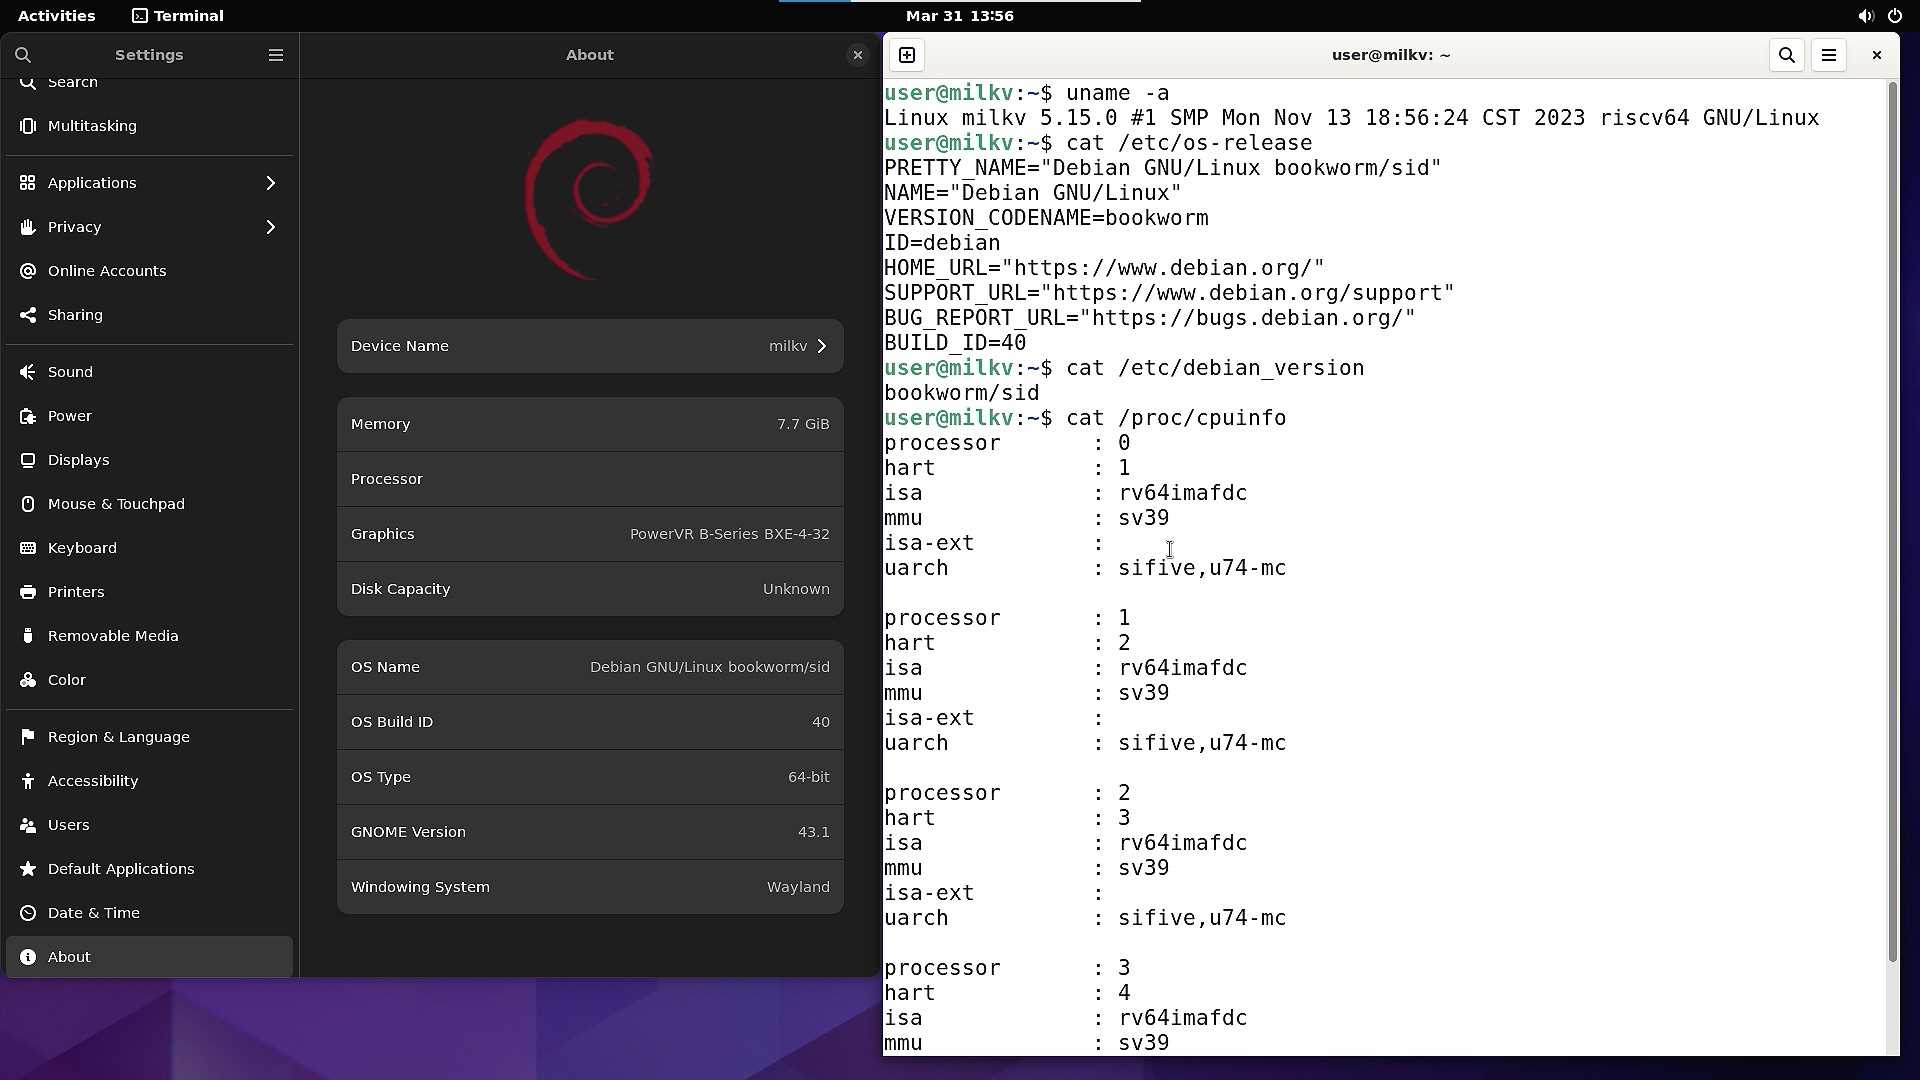 Activities
Terminal
Mar 31 13:56
Settings
About
Search
Multitasking
Applications
Privacy
Online Accounts
Sharing
Sound
Power
Displays
Mouse & Touchpad
Keyboard
Printers
Removable Media
Color
Region & Language
Accessibility
Users
Default Applications
Date & Time
About
Device Name milkv
Memory 7.7 GiB
Processor
Graphics PowerVR B-Series BXE-4-32
Disk Capacity Unknown
OS Name Debian GNU/Linux bookworm/sid
OS Build ID 40
OS Type 64-bit
GNOME Version 43.1
Windowing System Wayland
user@milkv: ~
user@milkv:~$ uname -a
Linux milkv 5.15.0 #1 SMP Mon Nov 13 18:56:24 CST 2023 riscv64 GNU/Linux
user@milkv:~$ cat /etc/os-release
PRETTY_NAME="Debian GNU/Linux bookworm/sid"
NAME="Debian GNU/Linux"
VERSION_CODENAME=bookworm
ID=debian
HOME_URL="https://www.debian.org/"
SUPPORT_URL="https://www.debian.org/support"
BUG_REPORT_URL="https://bugs.debian.org/"
BUILD_ID=40
user@milkv:~$ cat /etc/debian_version
bookworm/sid
user@milkv:~$ cat /proc/cpuinfo
processor : 0
hart : 1
isa : rv64imafdc
mmu : sv39
isa-ext :
uarch : sifive,u74-mc
processor : 1
hart : 2
isa : rv64imafdc
mmu : sv39
isa-ext :
uarch : sifive,u74-mc
processor : 2
hart : 3
isa : rv64imafdc
mmu : sv39
isa-ext :
uarch : sifive,u74-mc
processor : 3
hart : 4
isa : rv64imafdc
mmu : sv39